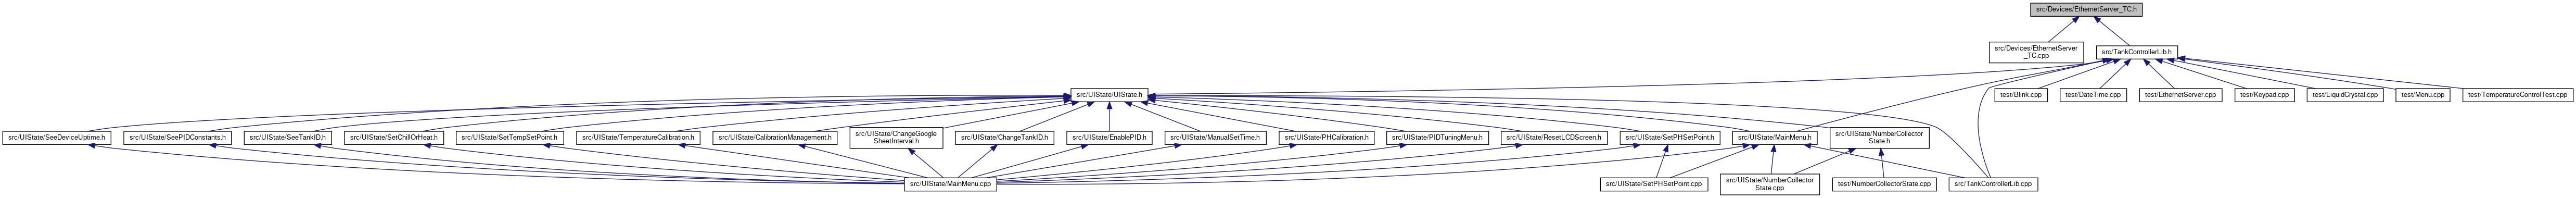 src/Devices/EthernetServer_TC.h
src/Devices/EthernetServer
_TC.cpp
src/TankControllerLib.h
src/UIState/UIState.h
test/Blink.cpp
test/DateTime.cpp
test/EthernetServer.cpp
test/Keypad.cpp
test/LiquidCrystal.cpp
test/Menu.cpp
test/TemperatureControlTest.cpp
src/UIState/SeeDeviceUptime.h
src/UIState/SeePIDConstants.h
src/UIState/SeeTankID.h
src/UIState/SetChillOrHeat.h
src/UIState/SetTempSetPoint.h
src/UIState/TemperatureCalibration.h
src/UIState/CalibrationManagement.h
src/UIState/ChangeGoogle
SheetInterval.h
src/UIState/ChangeTankID.h
src/UIState/EnablePID.h
src/UIState/ManualSetTime.h
src/UIState/PHCalibration.h
src/UIState/PIDTuningMenu.h
src/UIState/ResetLCDScreen.h
src/UIState/SetPHSetPoint.h
src/UIState/MainMenu.h
src/UIState/NumberCollector
State.h
src/UIState/MainMenu.cpp
src/UIState/SetPHSetPoint.cpp
src/UIState/NumberCollector
State.cpp
test/NumberCollectorState.cpp
src/TankControllerLib.cpp